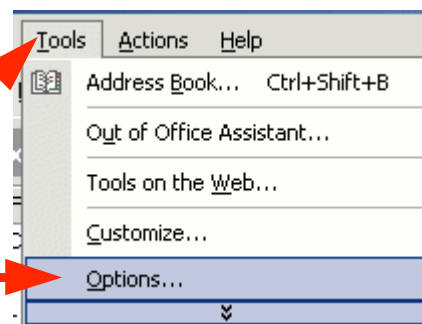 Tools Actions Help
Address Book... Ctrl+Shift+B
Out of Office Assistant...
Tools on the Web...
Customize...
Options...